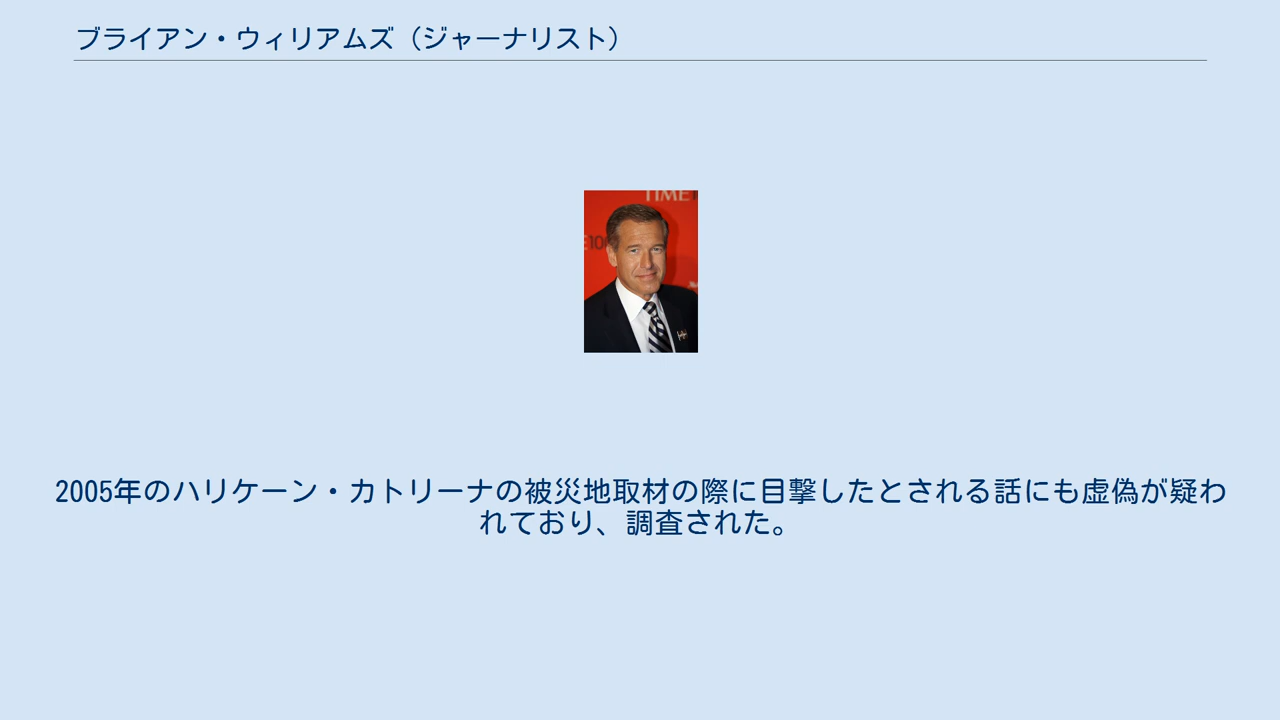 ブライアン・ウィリアムズ（ジャーナリスト）
TIME
100
2005年のハリケーン・カトリーナの被災地取材の際に目撃したとされる話にも虚偽が疑わ
れており、調査された。